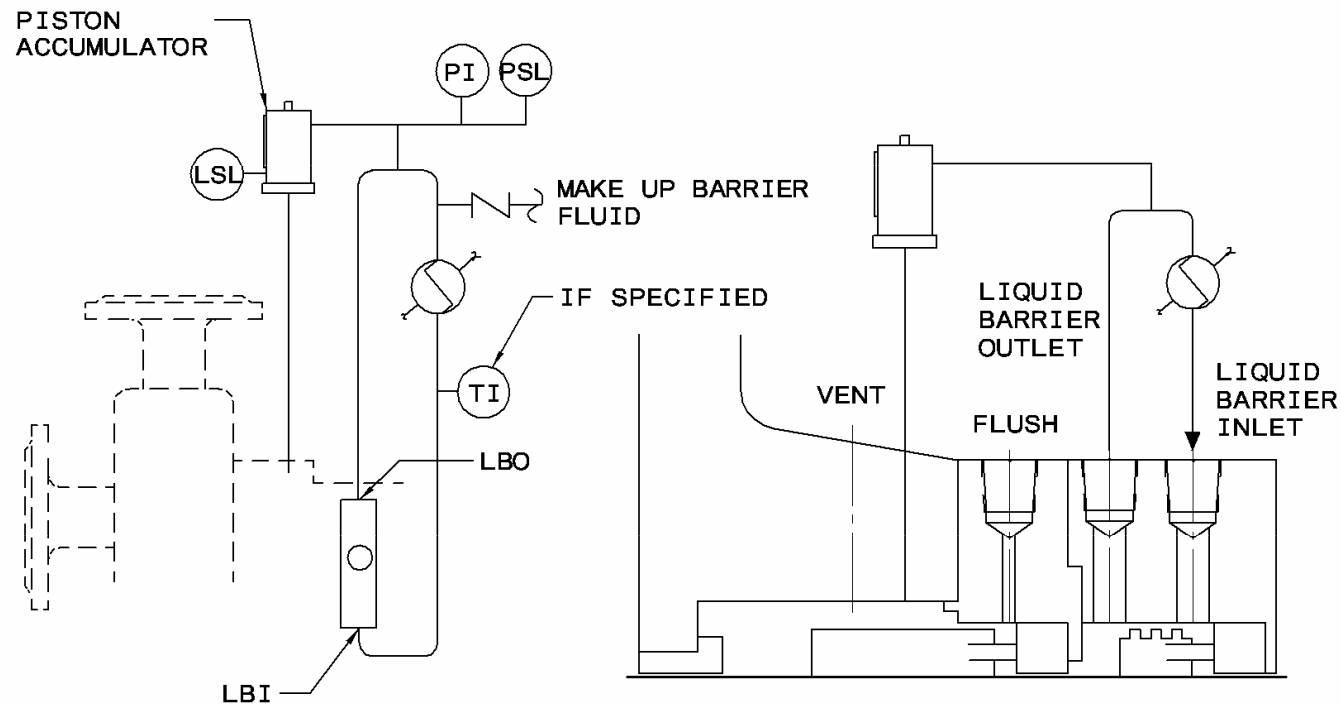 PISTON
ACCUMULATOR
PI
PSL
LSL
MAKE UP BARRIER
FLUID
IF SPECIFIED
TI
LBO
LBI
LIQUID
BARRIER
OUTLET
VENT
FLUSH
LIQUID
BARRIER
INLET